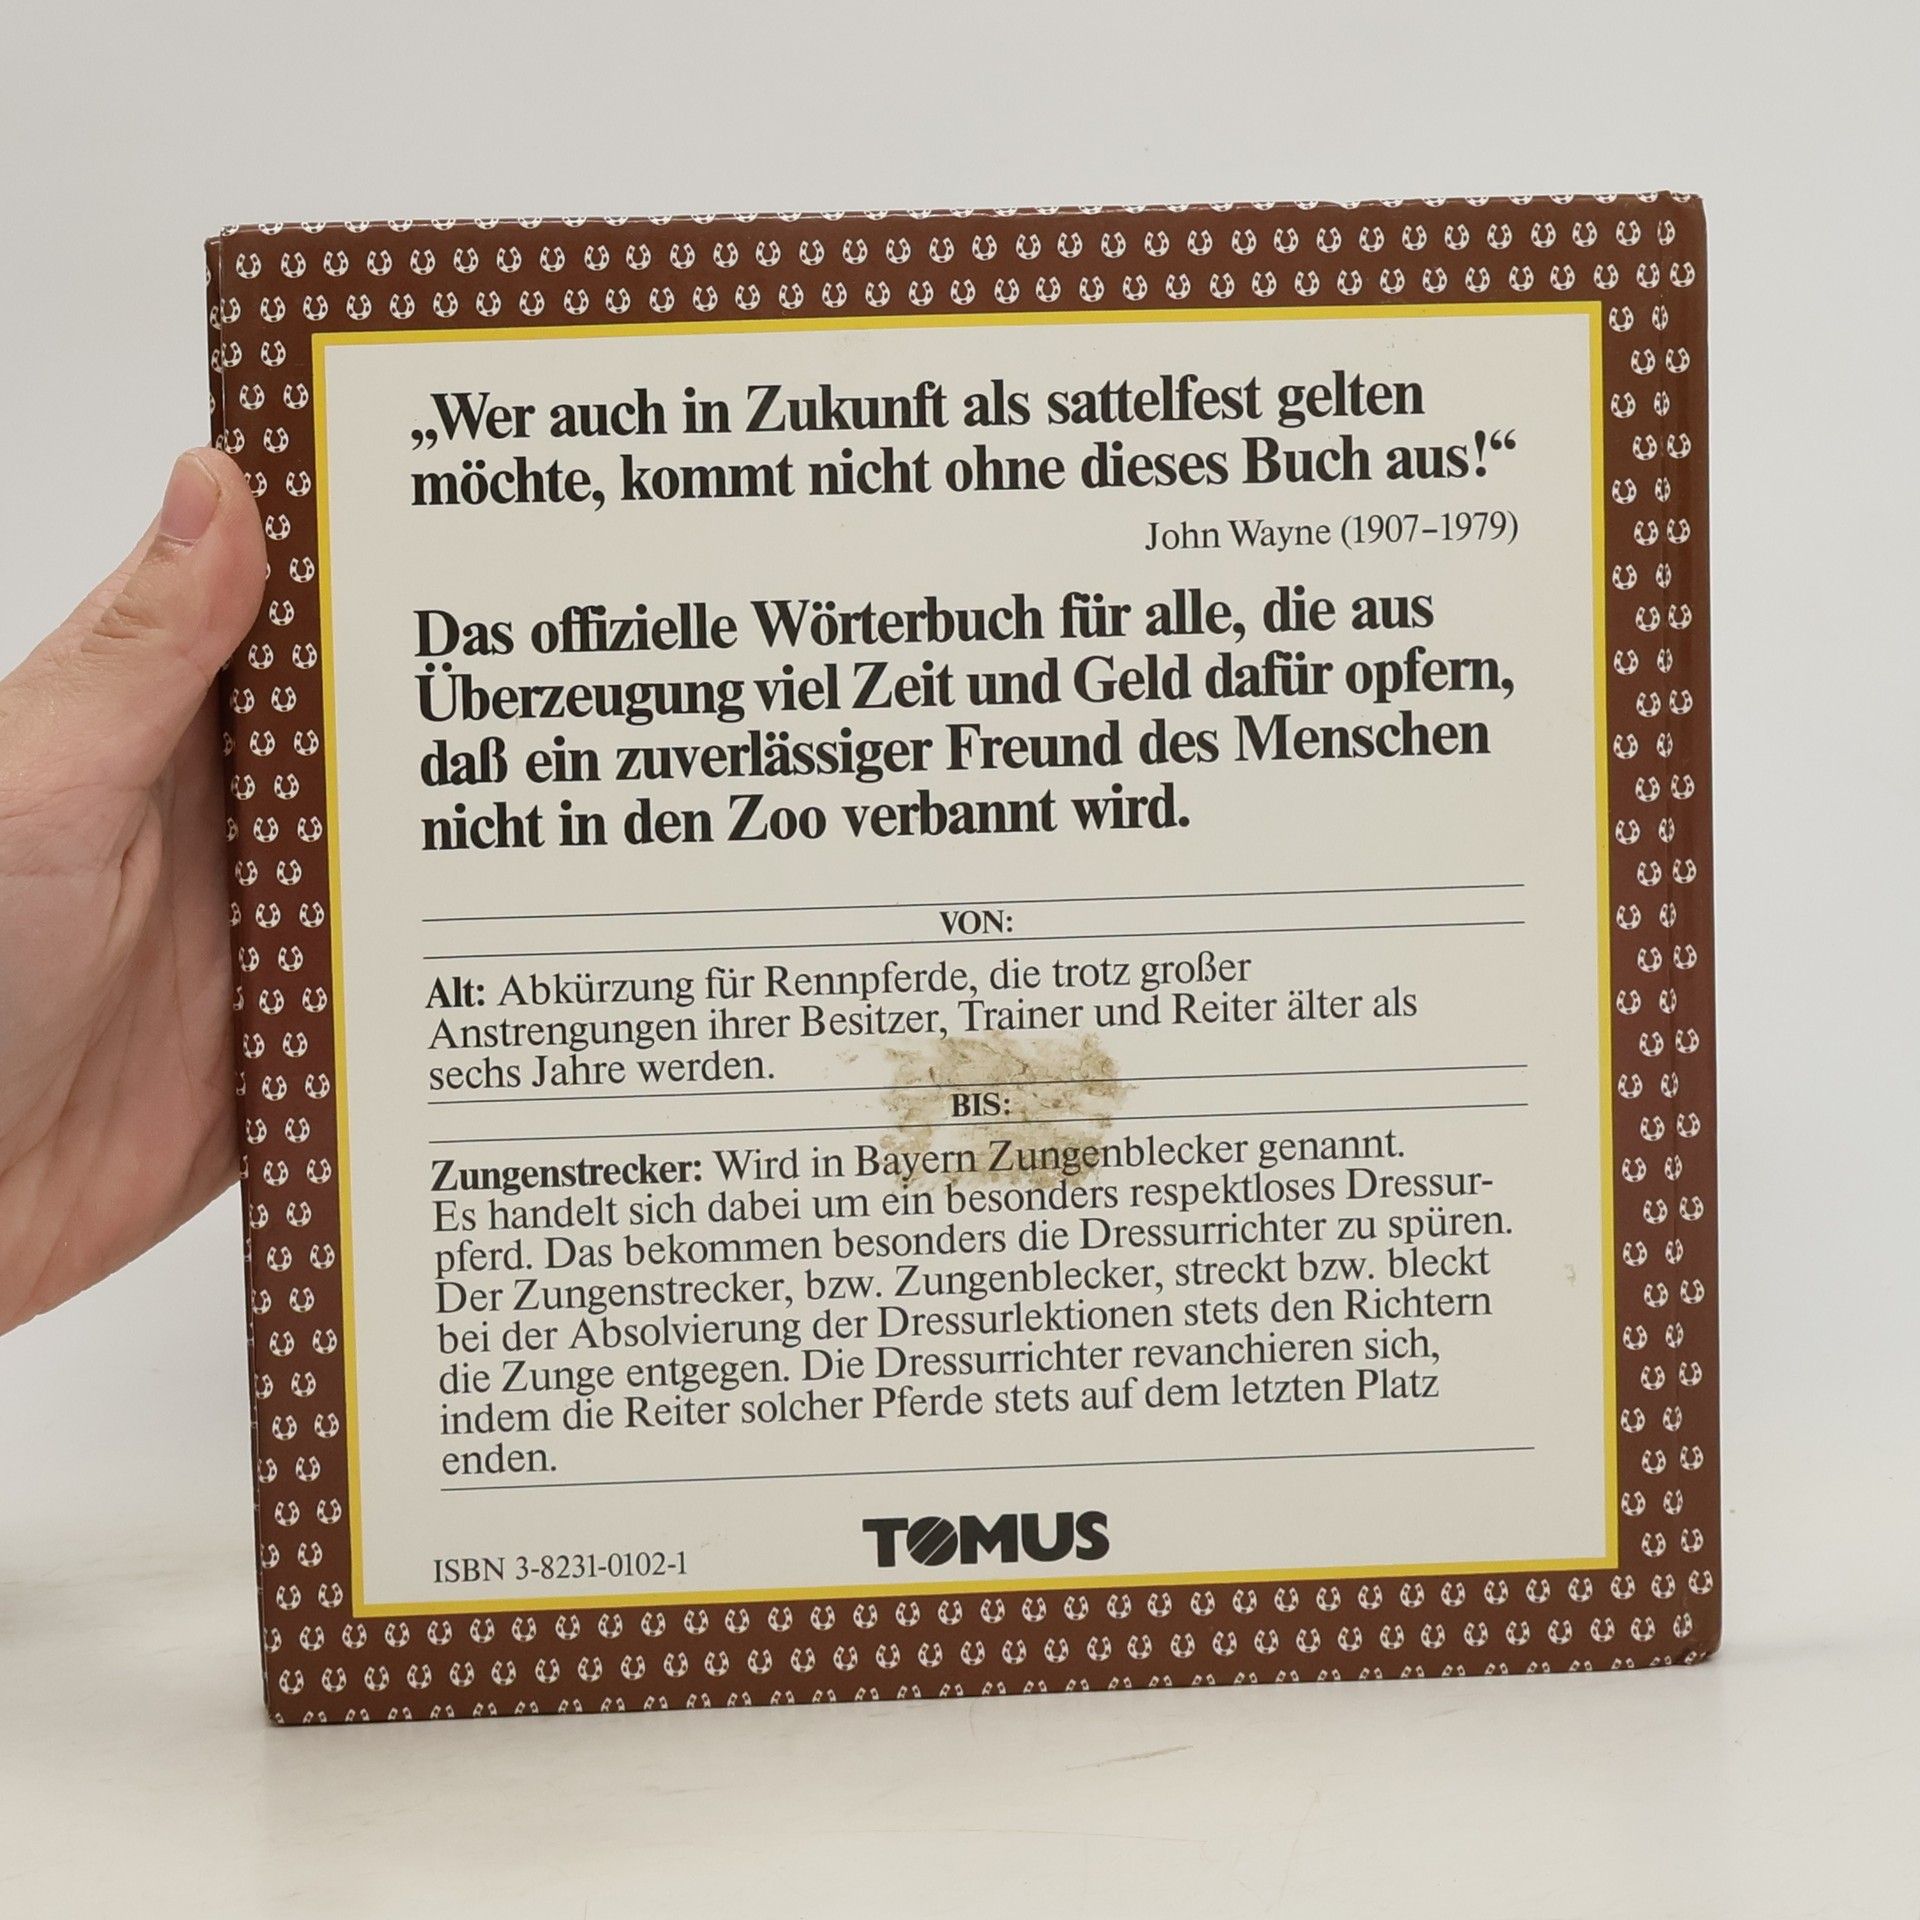 „Wer auch in Zukunft als sattelfest gelten
möchte, kommt nicht ohne dieses Buch aus!“
John Wayne (1907–1979)
Das offizielle Wörterbuch für alle, die aus
Überzeugung viel Zeit und Geld dafür opfern,
daß ein zuverlässiger Freund des Menschen
nicht in den Zoo verbannt wird.
VON:
Alt: Abkürzung für Rennpferde, die trotz großer
Anstrengungen ihrer Besitzer, Trainer und Reiter älter als
sechs Jahre werden.
BIS:
Zungenstrecker: Wird in Bayern Zungenblecker genannt.
Es handelt sich dabei um ein besonders respektloses Dressur-
pferd. Das bekommen besonders die Dressurrichter zu spüren.
Der Zungenstrecker, bzw. Zungenblecker, streckt bzw. bleckt
bei der Absolvierung der Dressurlektionen stets den Richtern
die Zunge entgegen. Die Dressurrichter revanchieren sich,
indem die Reiter solcher Pferde stets auf dem letzten Platz
enden.
TOMUS
ISBN 3-8231-0102-1